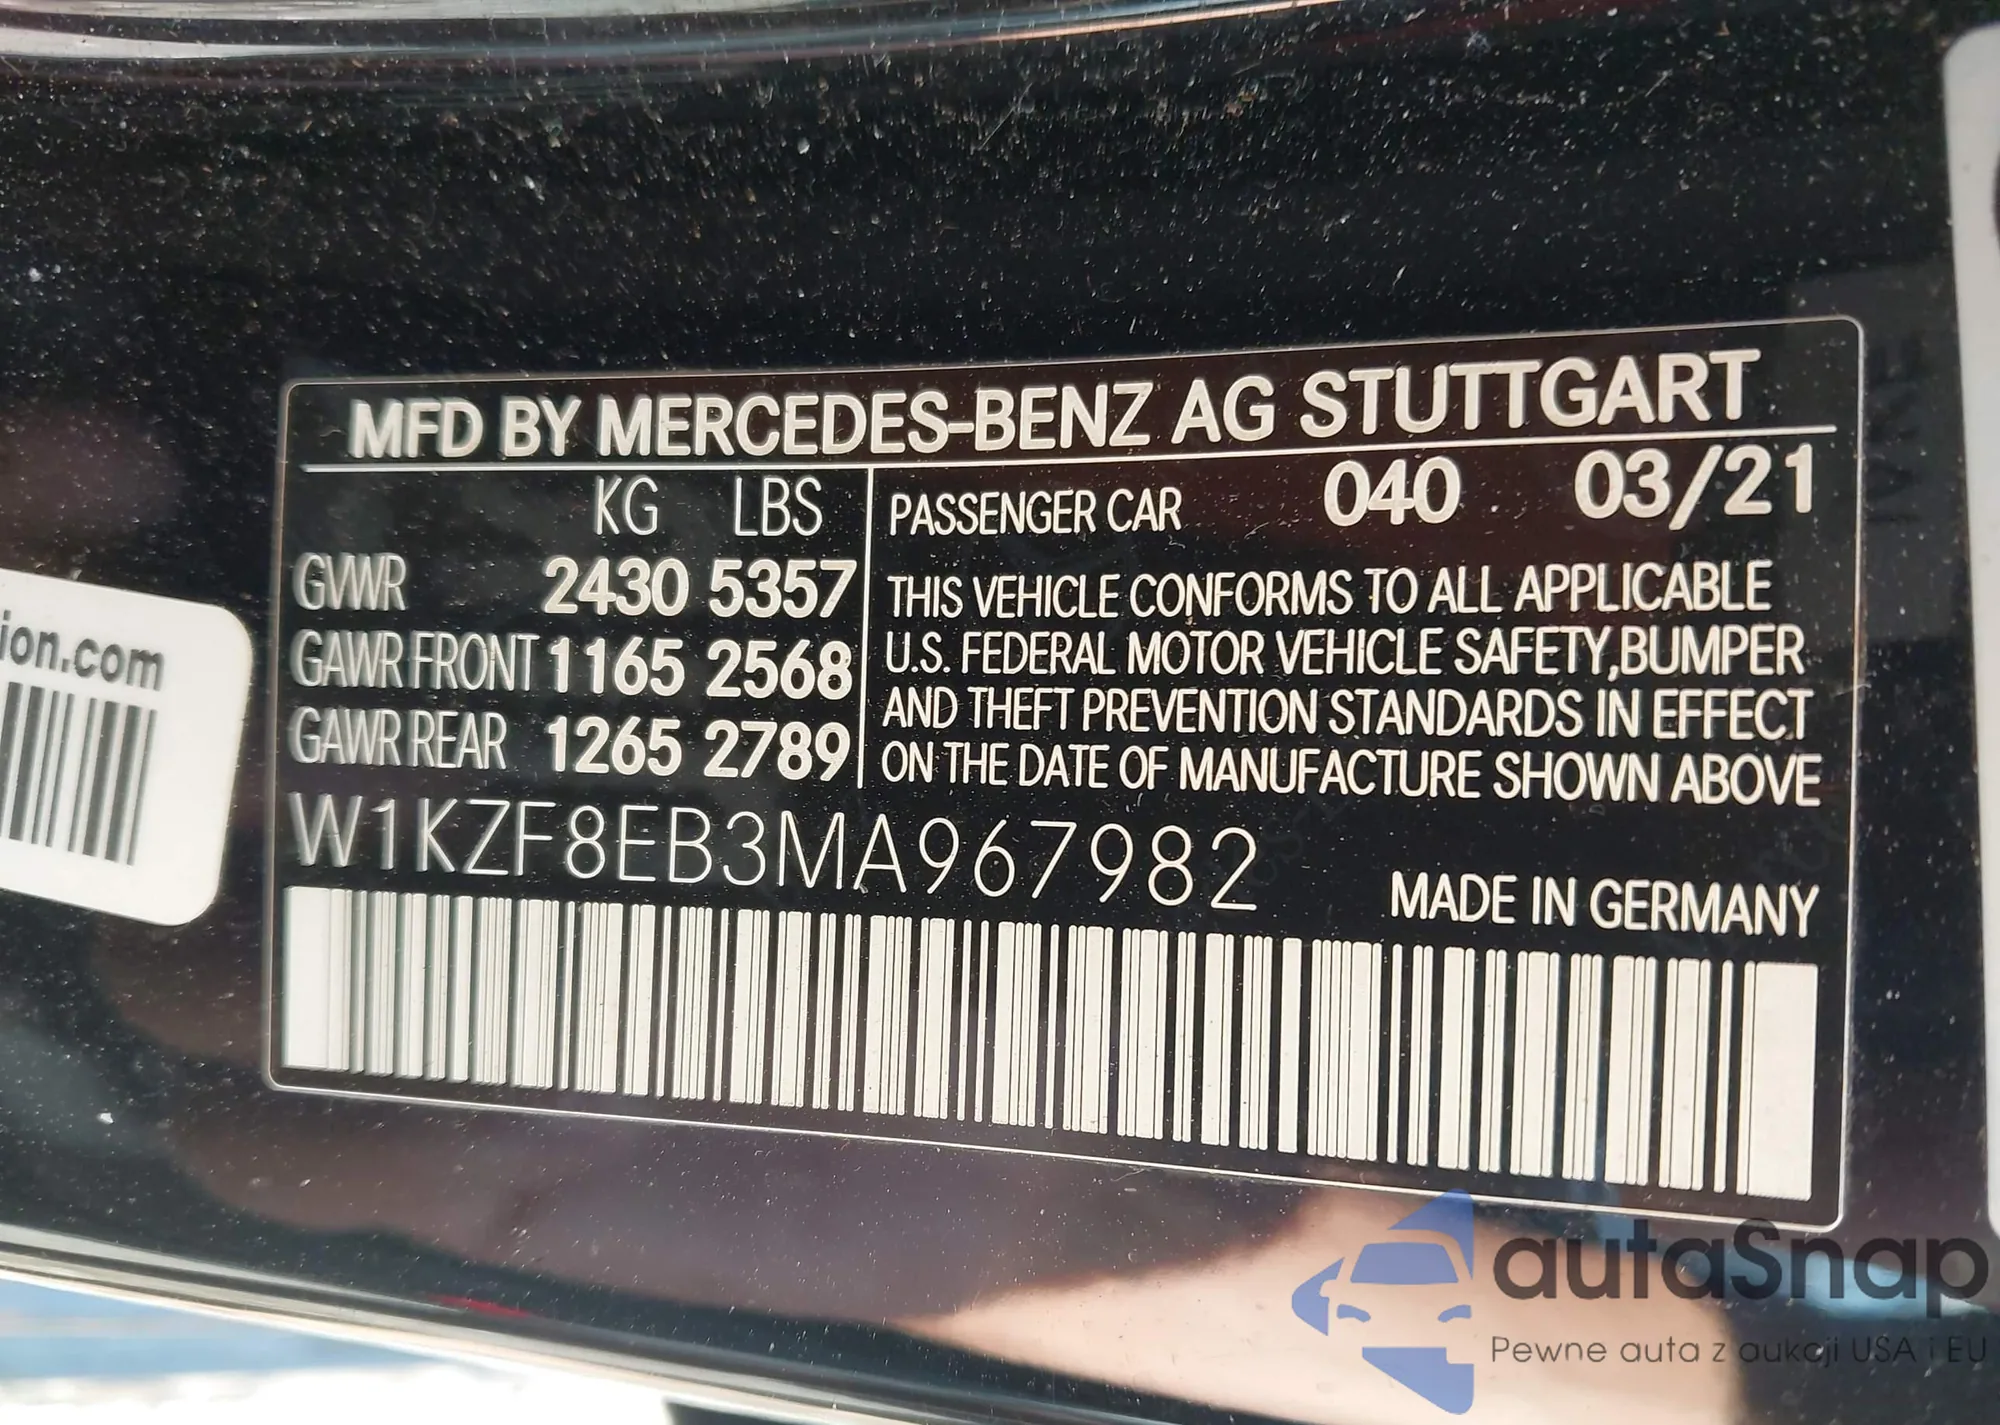 MFD BY MERCEDES-BENZ AG STUTTGART
KG LBS
GVWR 2430 5357
GAWR FRONT 1165 2568
GAWR REAR 1265 2789
PASSENGER CAR 040 03/21
THIS VEHICLE CONFORMS TO ALL APPLICABLE
U.S. FEDERAL MOTOR VEHICLE SAFETY,BUMPER
AND THEFT PREVENTION STANDARDS IN EFFECT
ON THE DATE OF MANUFACTURE SHOWN ABOVE
W1KZF8EB3MA967982
MADE IN GERMANY
ion.com
autaSnap
Pewne auta z aukcji USA i EU